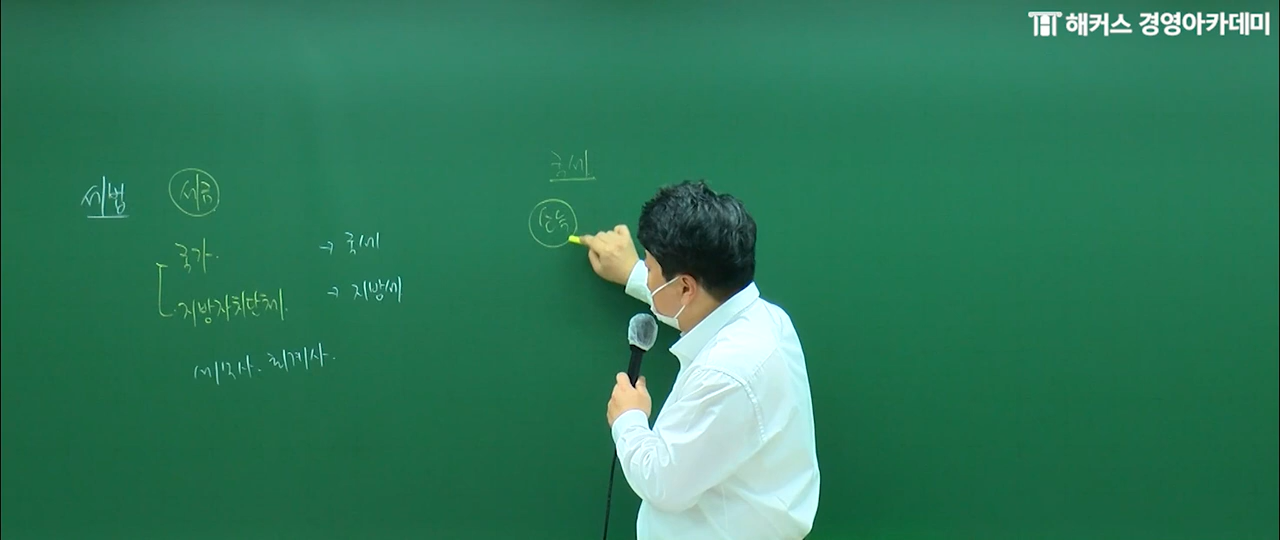 해커스 경영아카데미
세법 세금
국가. → 국세
지방자치단체. → 지방세
세무사. 회계사.
국세
소득